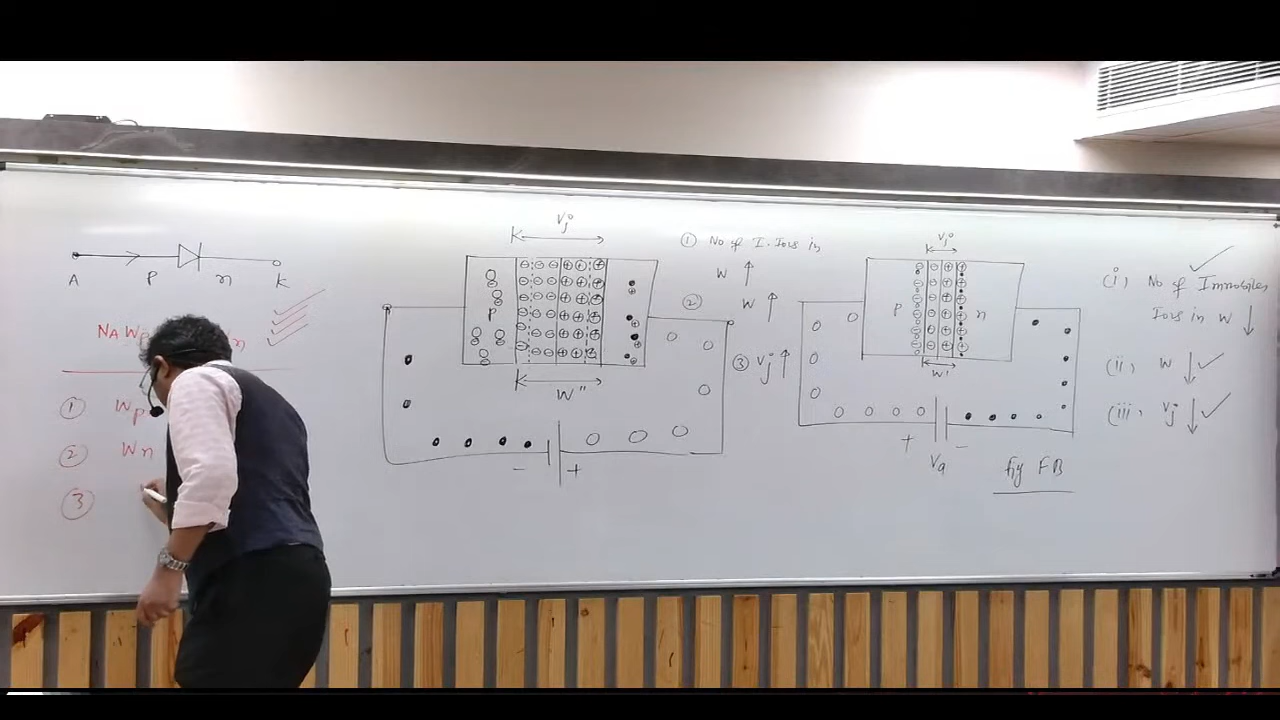 A P n K
NA W n
① Wp
② Wn
③
Vj°
P
W"
- +
① No of I. Ions in
W ↑
② W ↑
③ Vj° ↑
Vj°
P n
W'
+ -
Va
fig FB
(i) No of Immobile
Ions in W ↓
(ii) W ↓
(iii) Vj° ↓